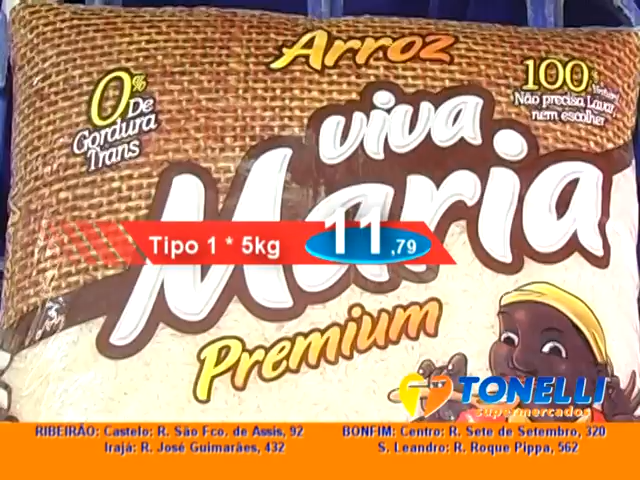 Arroz
0%
De
Gordura
Trans
100%
Não precisa Lavar
nem escolher
viva
Maria
Tipo 1 * 5kg
11,79
Premium
TONELLI
supermercados
RIBEIRÃO: Castelo: R. São Fco. de Assis, 92
Irajá: R. José Guimarães, 432
BONFIM: Centro: R. Sete de Setembro, 320
S. Leandro: R. Roque Pippa, 562